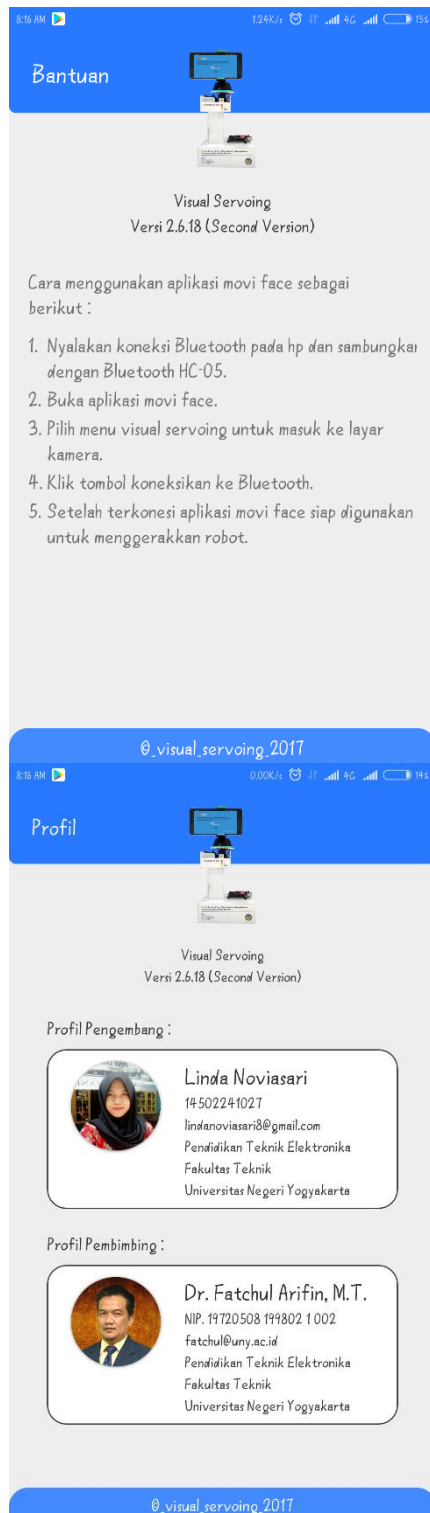 8:16 AM
1.24K/s
4G
15%
Bantuan
Visual Servoing
Versi 2.6.18 (Second Version)
Cara menggunakan aplikasi movi face sebagai
berikut :
1. Nyalakan koneksi Bluetooth pada hp dan sambungkan
dengan Bluetooth HC-05.
2. Buka aplikasi movi face.
3. Pilih menu visual servoing untuk masuk ke layar
kamera.
4. Klik tombol koneksikan ke Bluetooth.
5. Setelah terkonesi aplikasi movi face siap digunakan
untuk menggerakkan robot.
@_visual_servoing_2017
8:16 AM
0.00K/s
4G
14%
Profil
Visual Servoing
Versi 2.6.18 (Second Version)
Profil Pengembang :
Linda Noviasari
14502241027
lindanoviasari8@gmail.com
Pendidikan Teknik Elektronika
Fakultas Teknik
Universitas Negeri Yogyakarta
Profil Pembimbing :
Dr. Fatchul Arifin, M.T.
NIP. 19720508 199802 1 002
fatchul@uny.ac.id
Pendidikan Teknik Elektronika
Fakultas Teknik
Universitas Negeri Yogyakarta
@_visual_servoing_2017